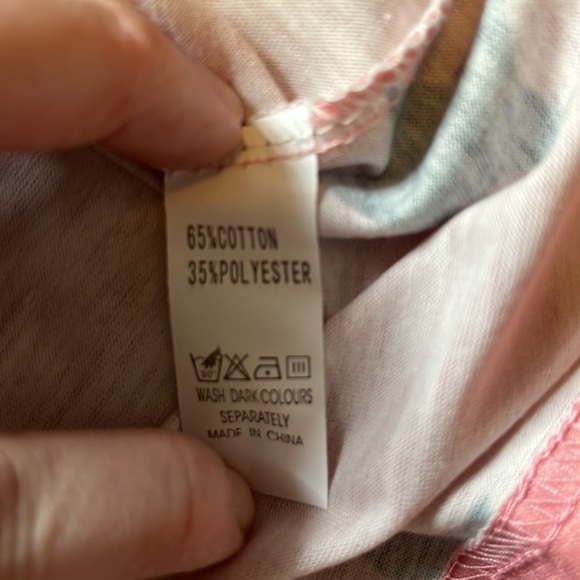 65%COTTON
35%POLYESTER
WASH DARK COLOURS
SEPARATELY
MADE IN CHINA